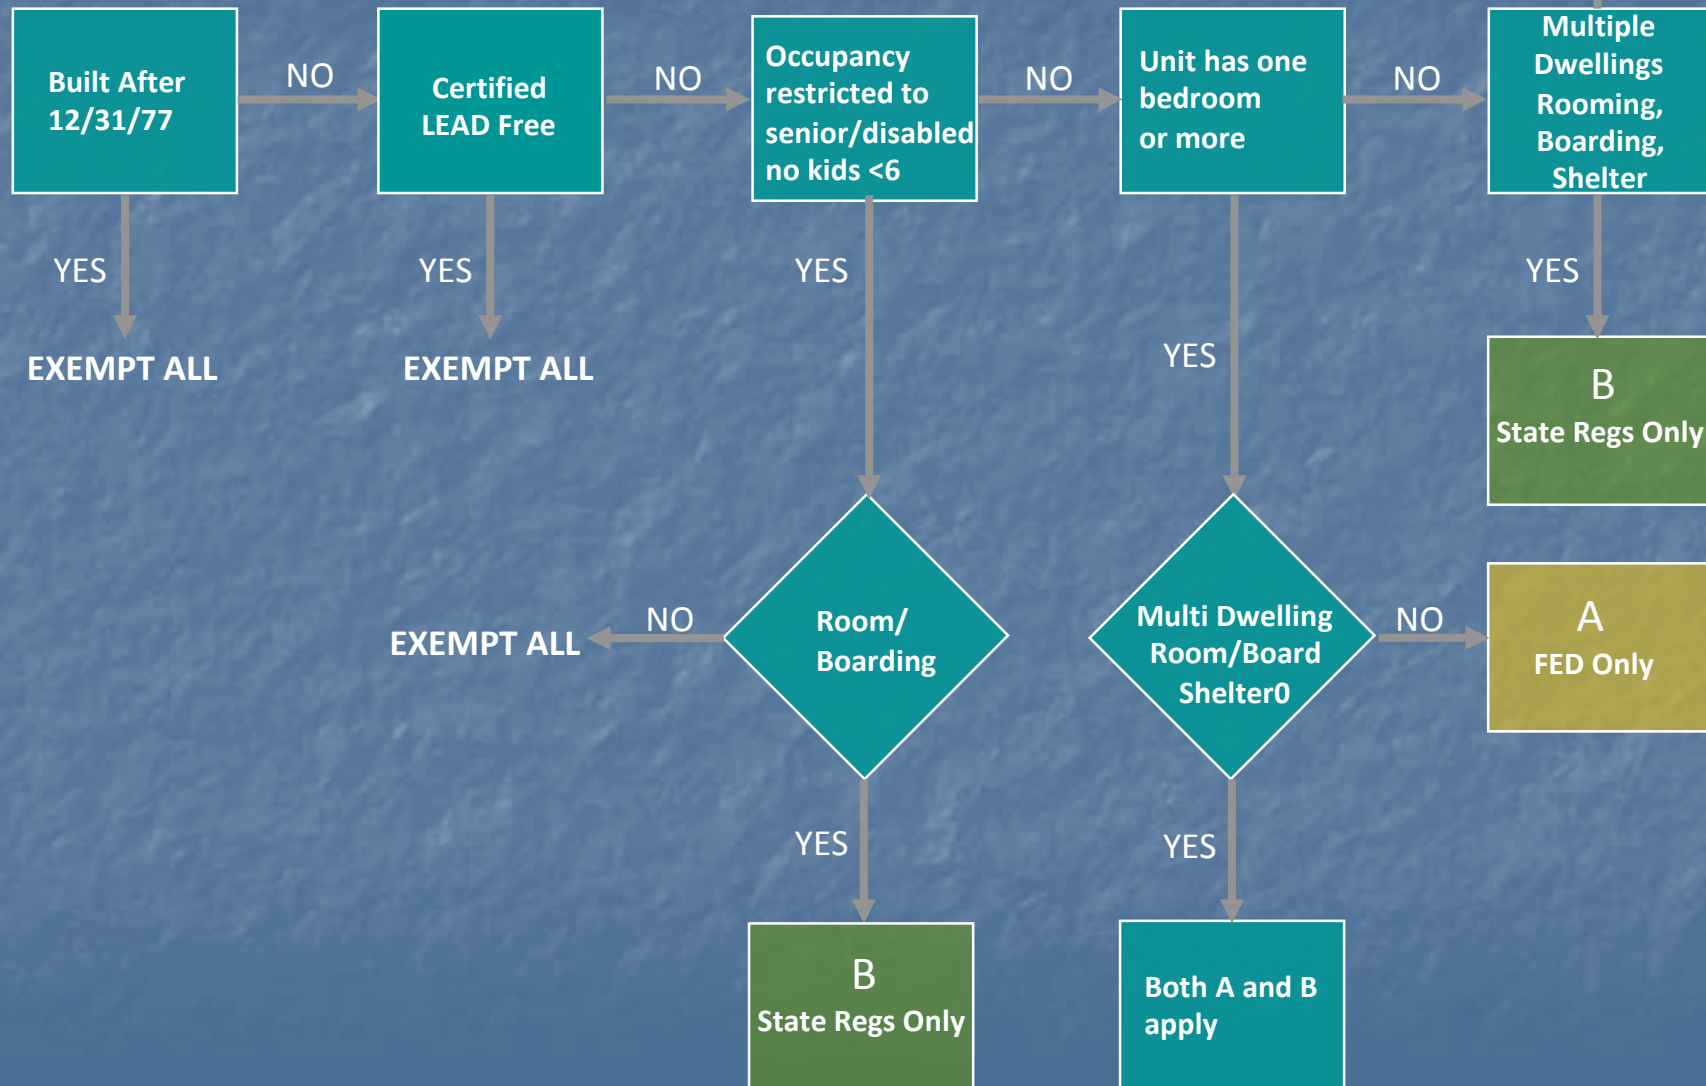 Built After
12/31/77
NO
Certified
LEAD Free
NO
Occupancy
restricted to
senior/disabled
no kids <6
NO
Unit has one
bedroom
or more
NO
Multiple
Dwellings
Rooming,
Boarding,
Shelter
YES
YES
YES
YES
YES
EXEMPT ALL
EXEMPT ALL
B
State Regs Only
EXEMPT ALL
NO
Room/
Boarding
Multi Dwelling
Room/Board
Shelter0
NO
A
FED Only
YES
YES
B
State Regs Only
Both A and B
apply